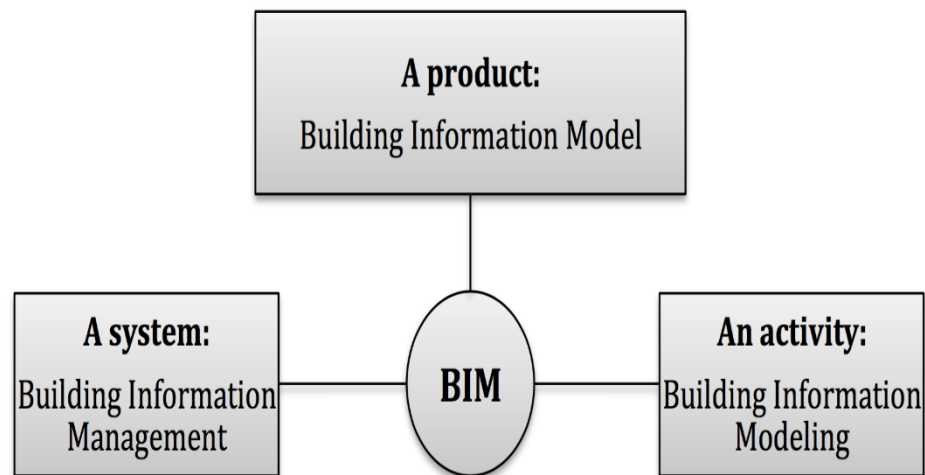 A product:
Building Information Model
A system:
Building Information
Management
BIM
An activity:
Building Information
Modeling